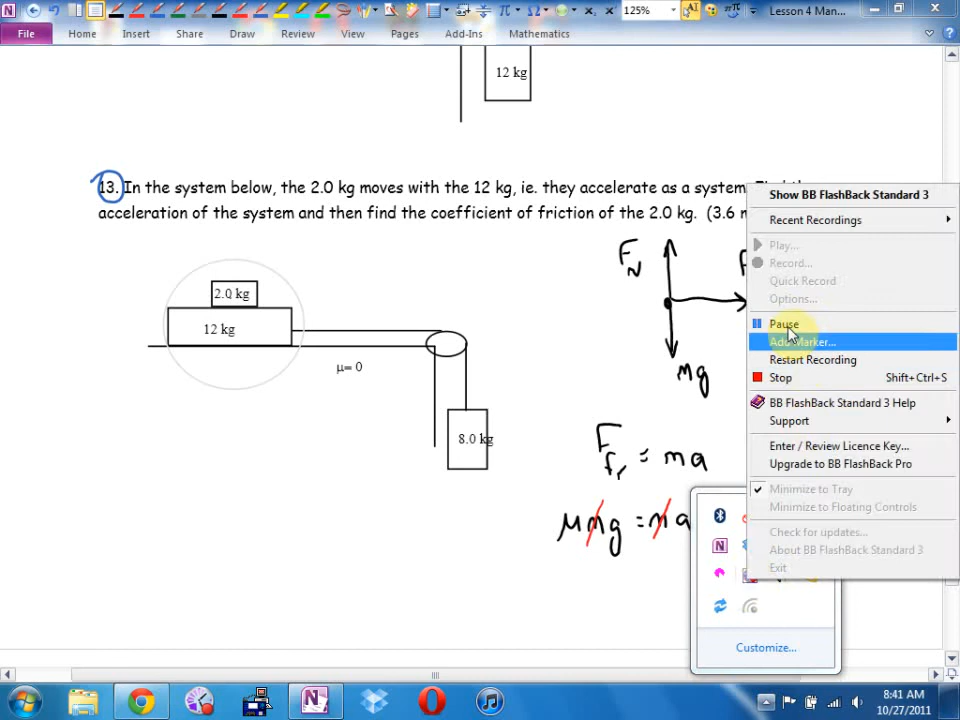 125%
Lesson 4 Man...
File Home Insert Share Draw Review View Pages Add-Ins Mathematics
12 kg
13. In the system below, the 2.0 kg moves with the 12 kg, ie. they accelerate as a system.
acceleration of the system and then find the coefficient of friction of the 2.0 kg. (3.6 m
2.0 kg
12 kg
μ= 0
8.0 kg
F_N
mg
F_fr = ma
μmg = ma
Show BB FlashBack Standard 3
Recent Recordings
Play...
Record...
Quick Record
Options...
Pause
Add Marker...
Restart Recording
Stop Shift+Ctrl+S
BB FlashBack Standard 3 Help
Support
Enter / Review Licence Key...
Upgrade to BB FlashBack Pro
Minimize to Tray
Minimize to Floating Controls
Check for updates...
About BB FlashBack Standard 3
Exit
Customize...
8:41 AM
10/27/2011